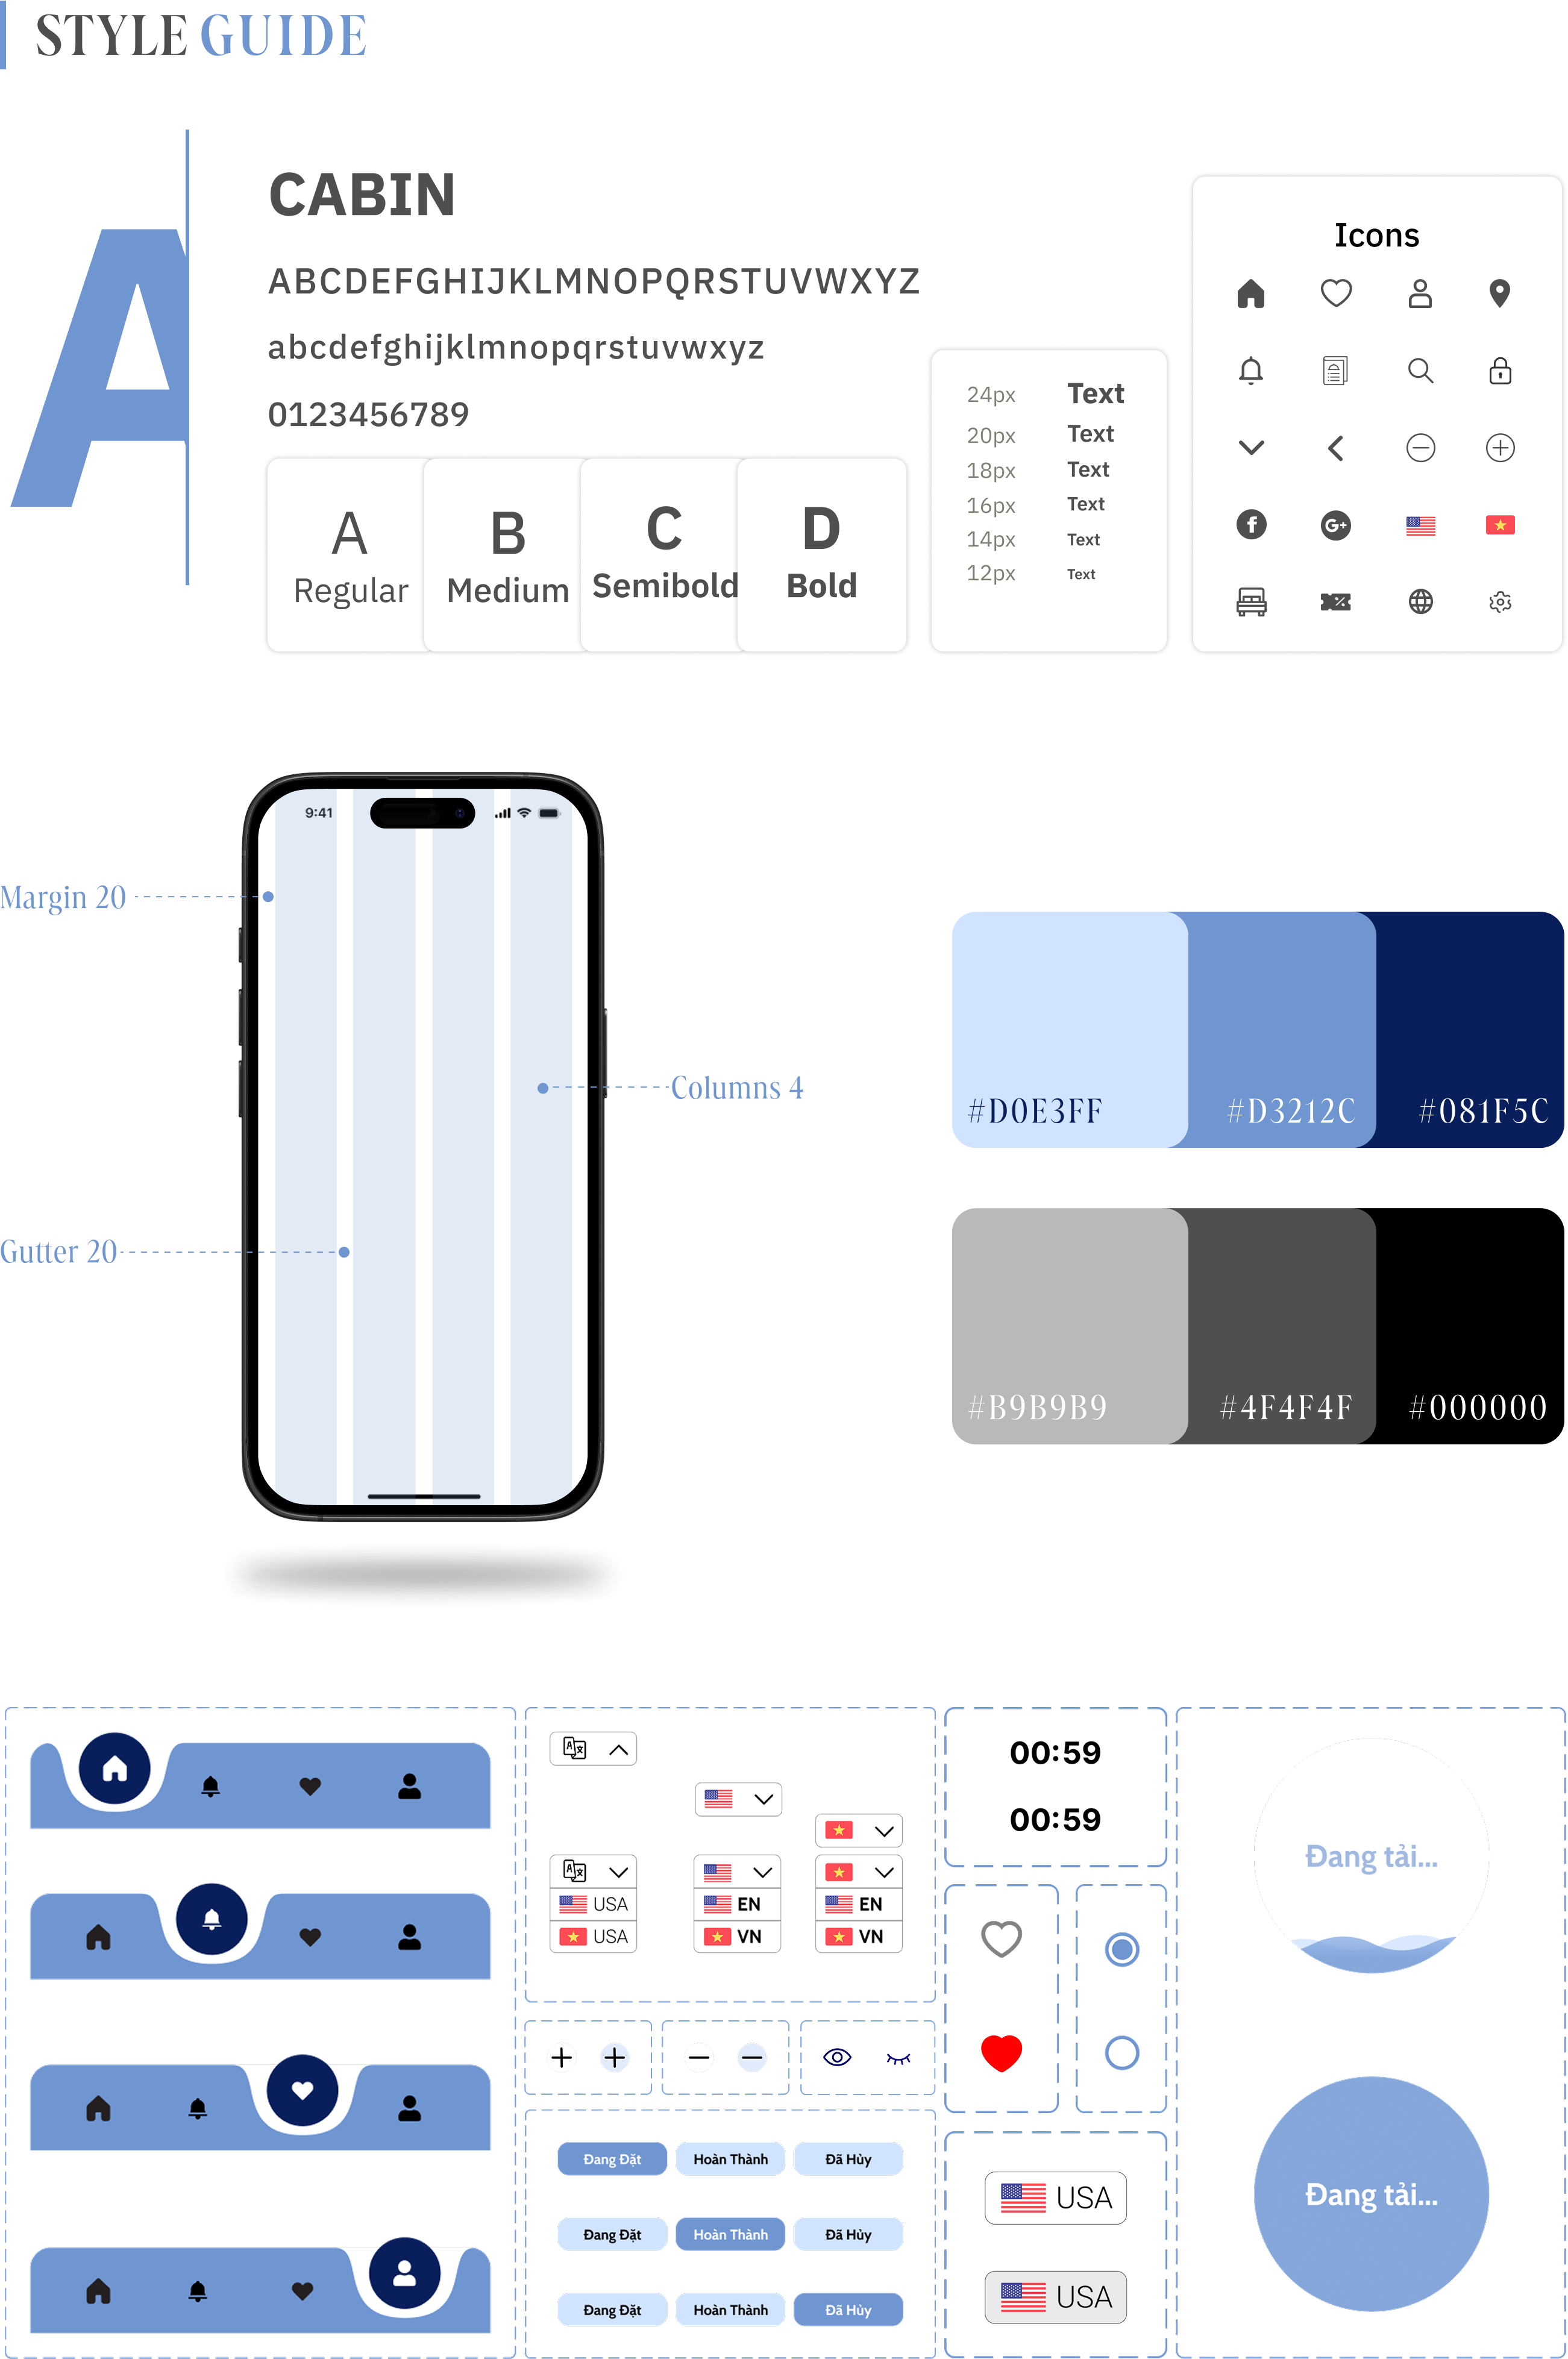 STYLE GUIDE
A
CABIN
ABCDEFGHIJKLMNOPQRSTUVWXYZ
abcdefghijklmnopqrstuvwxyz
0123456789
A
Regular
B
Medium
C
Semibold
D
Bold
24px Text
20px Text
18px Text
16px Text
14px Text
12px Text
Icons
f G+
9:41
Margin 20
Columns 4
Gutter 20
#D0E3FF #D3212C #081F5C
#B9B9B9 #4F4F4F #000000
A 文
A 文
USA EN EN
USA VN VN
00:59
00:59
Đang Đặt Hoàn Thành Đã Hủy
Đang Đặt Hoàn Thành Đã Hủy
Đang Đặt Hoàn Thành Đã Hủy
USA
USA
Đang tải...
Đang tải...